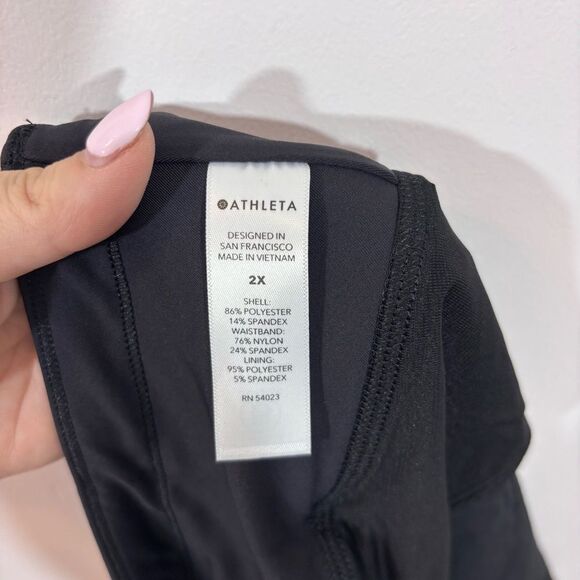 ATHLETA
DESIGNED IN
SAN FRANCISCO
MADE IN VIETNAM
2X
SHELL:
86% POLYESTER
14% SPANDEX
WAISTBAND:
76% NYLON
24% SPANDEX
LINING:
95% POLYESTER
5% SPANDEX
RN 54023